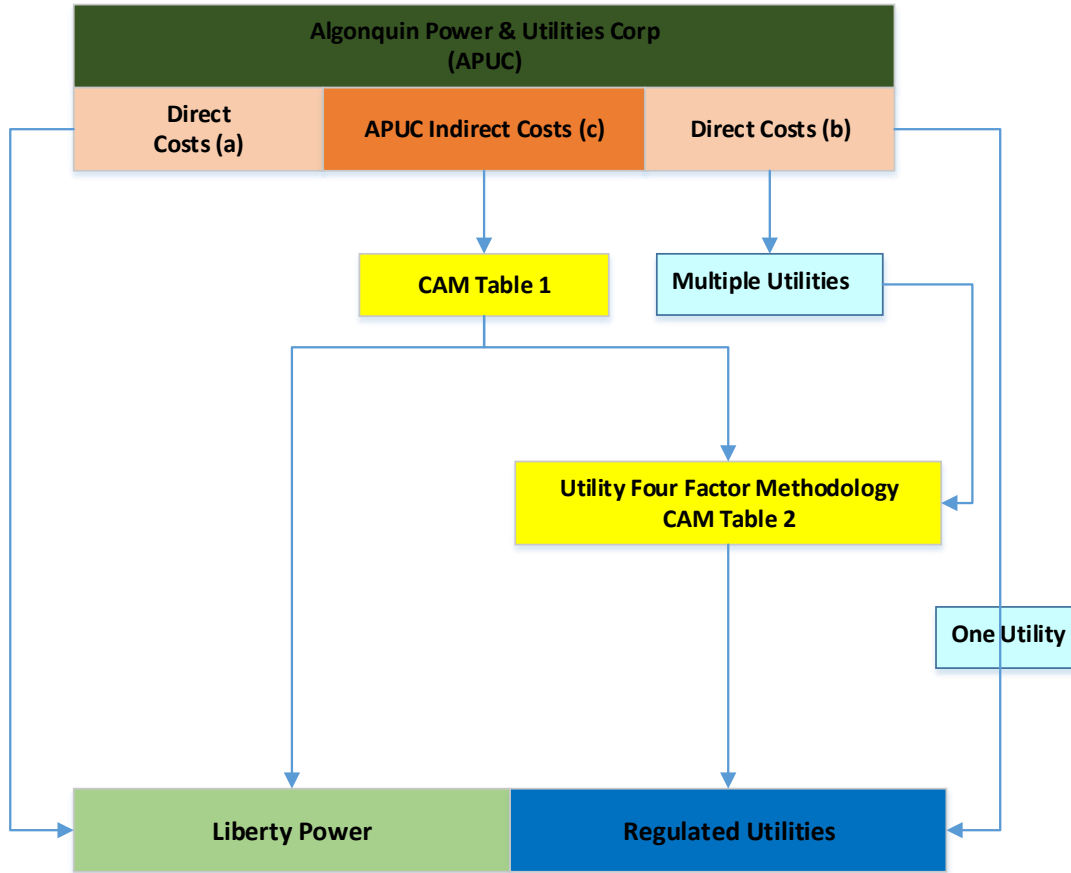 Algonquin Power & Utilities Corp
(APUC)
Direct
Costs (a)
APUC Indirect Costs (c)
Direct Costs (b)
CAM Table 1
Multiple Utilities
Utility Four Factor Methodology
CAM Table 2
One Utility
Liberty Power
Regulated Utilities